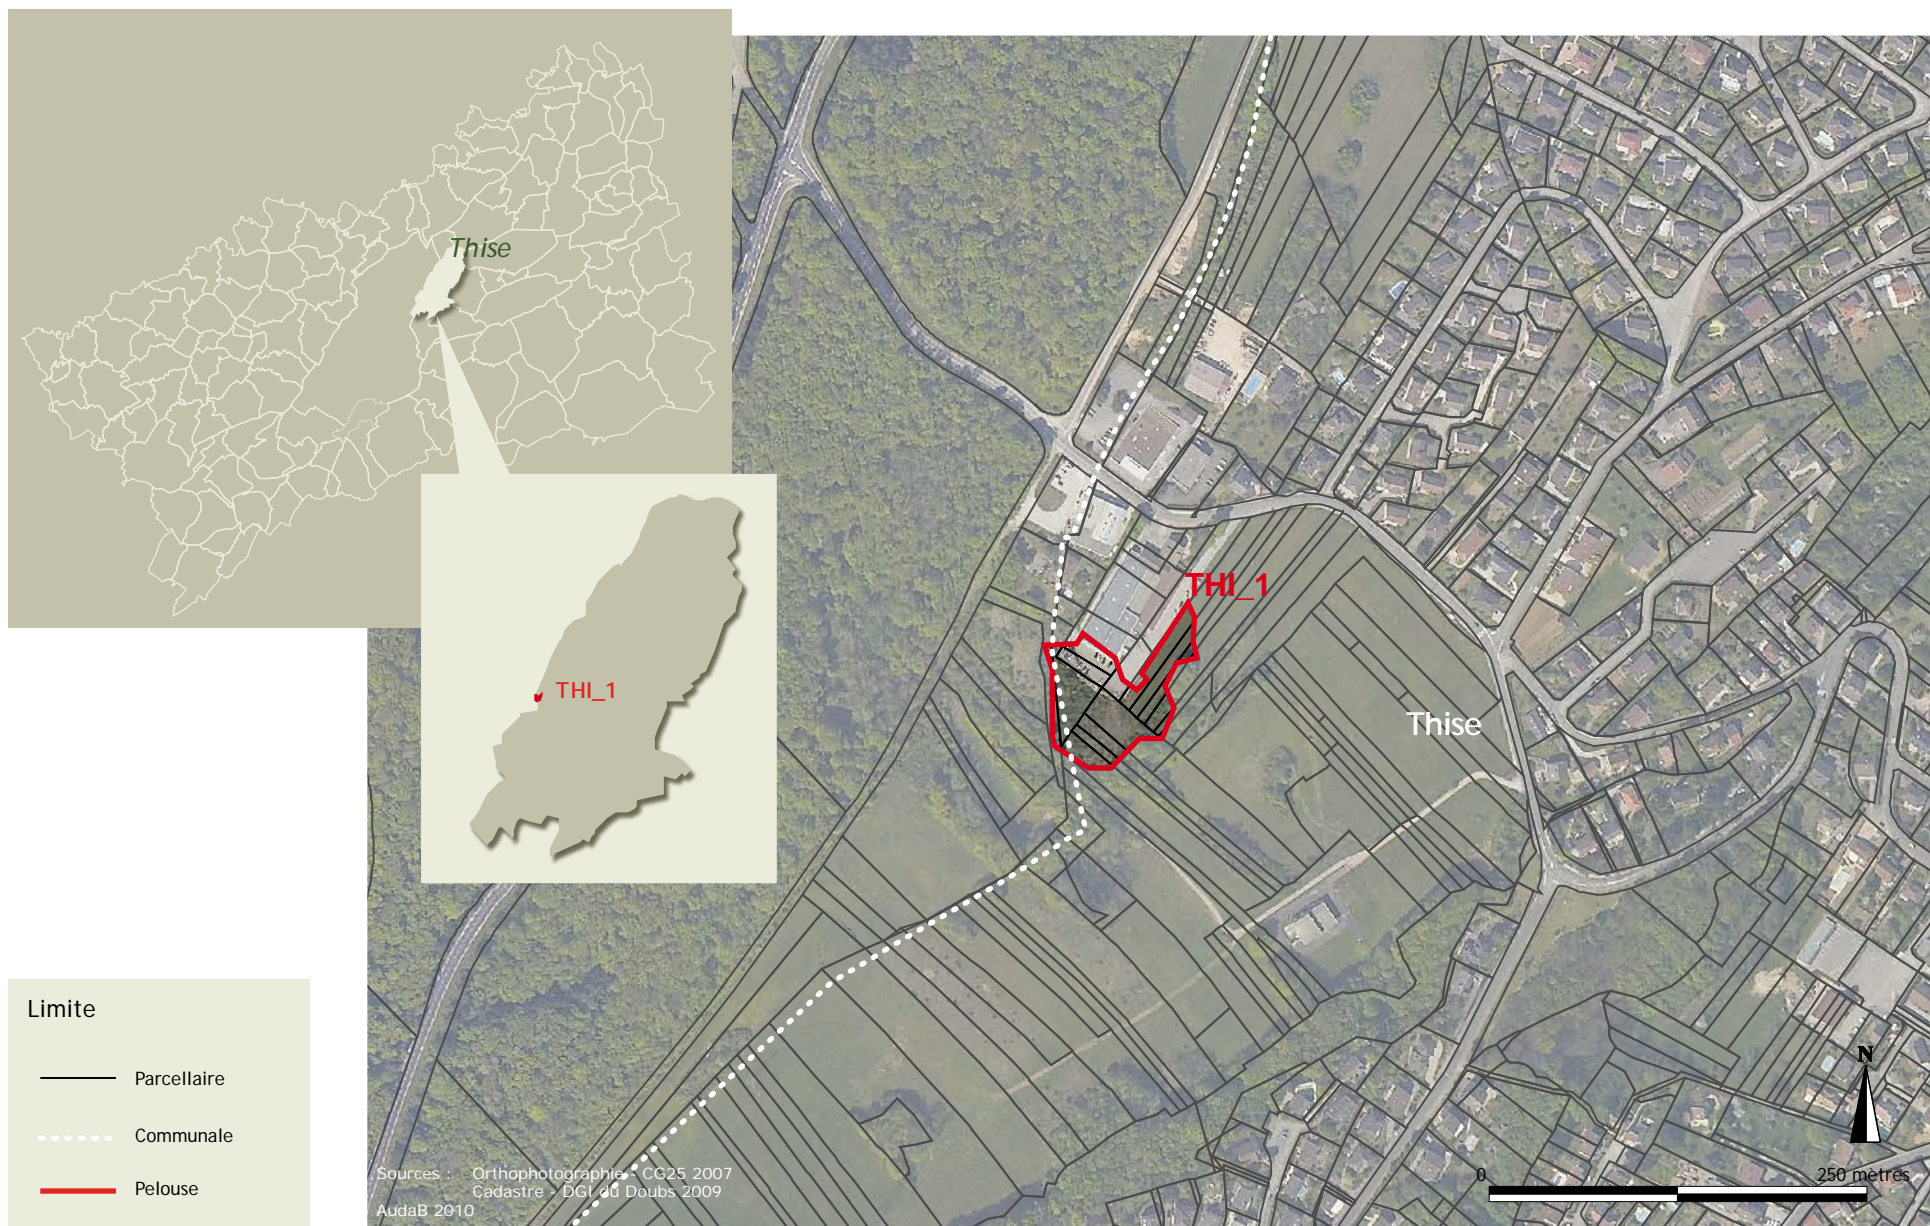 Thise
THI_1
THI_1
Thise
Limite
Parcellaire
Communale
Pelouse
Sources : Orthophotographie - CG25 2007
Cadastre - DGI du Doubs 2009
AudaB 2010
N
0 250 mètres